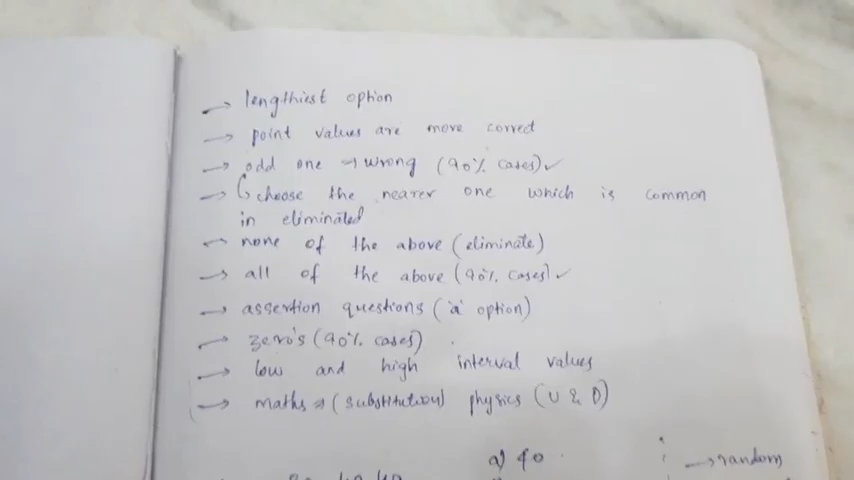 → lengthiest option
→ point values are more correct
→ odd one → wrong (90% cases) ✓
→ ↳ choose the nearer one which is common
in eliminated
→ none of the above (eliminate)
→ all of the above (90% cases) ✓
→ assertion questions ('a' option)
→ zero's (90% cases)
→ low and high interval values
→ maths ⇒ (substitution) physics (U & D)
a) 40
→ random